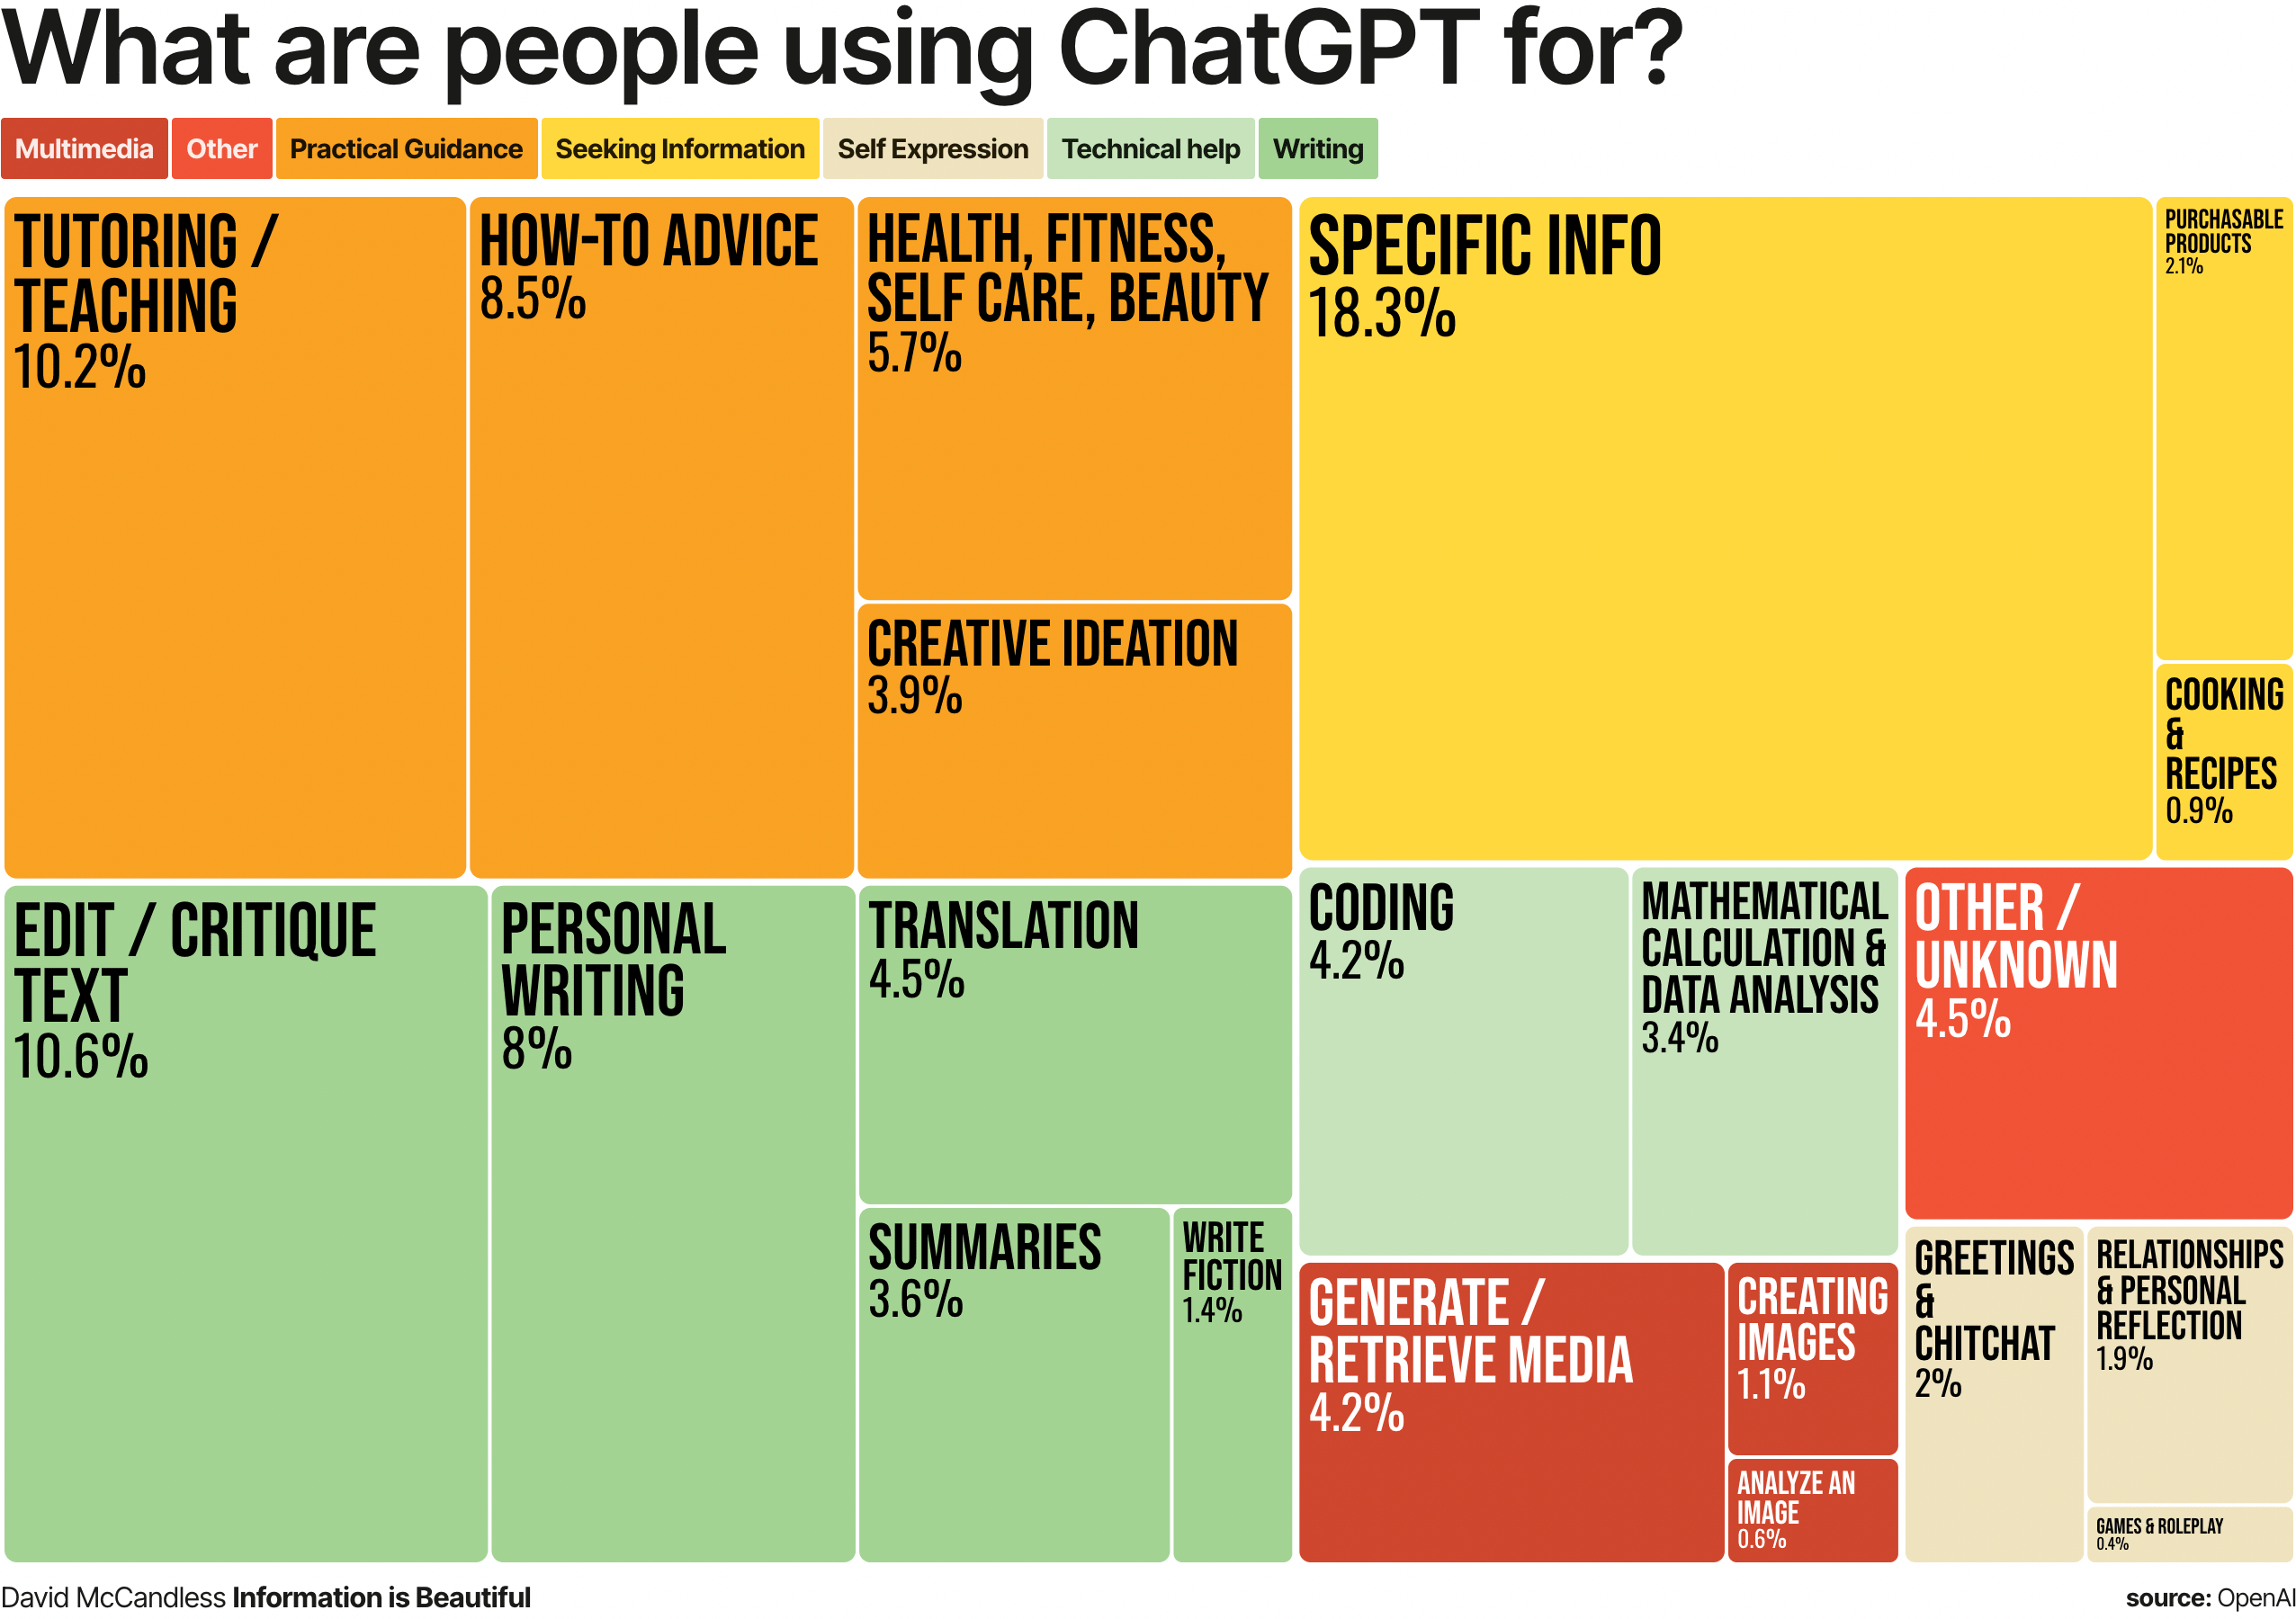 What are people using ChatGPT for?
Multimedia
Other
Practical Guidance
Seeking Information
Self Expression
Technical help
Writing
TUTORING /
TEACHING
10.2%
HOW-TO ADVICE
8.5%
HEALTH, FITNESS,
SELF CARE, BEAUTY
5.7%
CREATIVE IDEATION
3.9%
SPECIFIC INFO
18.3%
PURCHASABLE
PRODUCTS
2.1%
COOKING
&
RECIPES
0.9%
EDIT / CRITIQUE
TEXT
10.6%
PERSONAL
WRITING
8%
TRANSLATION
4.5%
SUMMARIES
3.6%
WRITE
FICTION
1.4%
CODING
4.2%
MATHEMATICAL
CALCULATION &
DATA ANALYSIS
3.4%
OTHER /
UNKNOWN
4.5%
GENERATE /
RETRIEVE MEDIA
4.2%
CREATING
IMAGES
1.1%
ANALYZE AN
IMAGE
0.6%
GREETINGS
&
CHITCHAT
2%
RELATIONSHIPS
& PERSONAL
REFLECTION
1.9%
GAMES & ROLEPLAY
0.4%
David McCandless Information is Beautiful
source: OpenAI